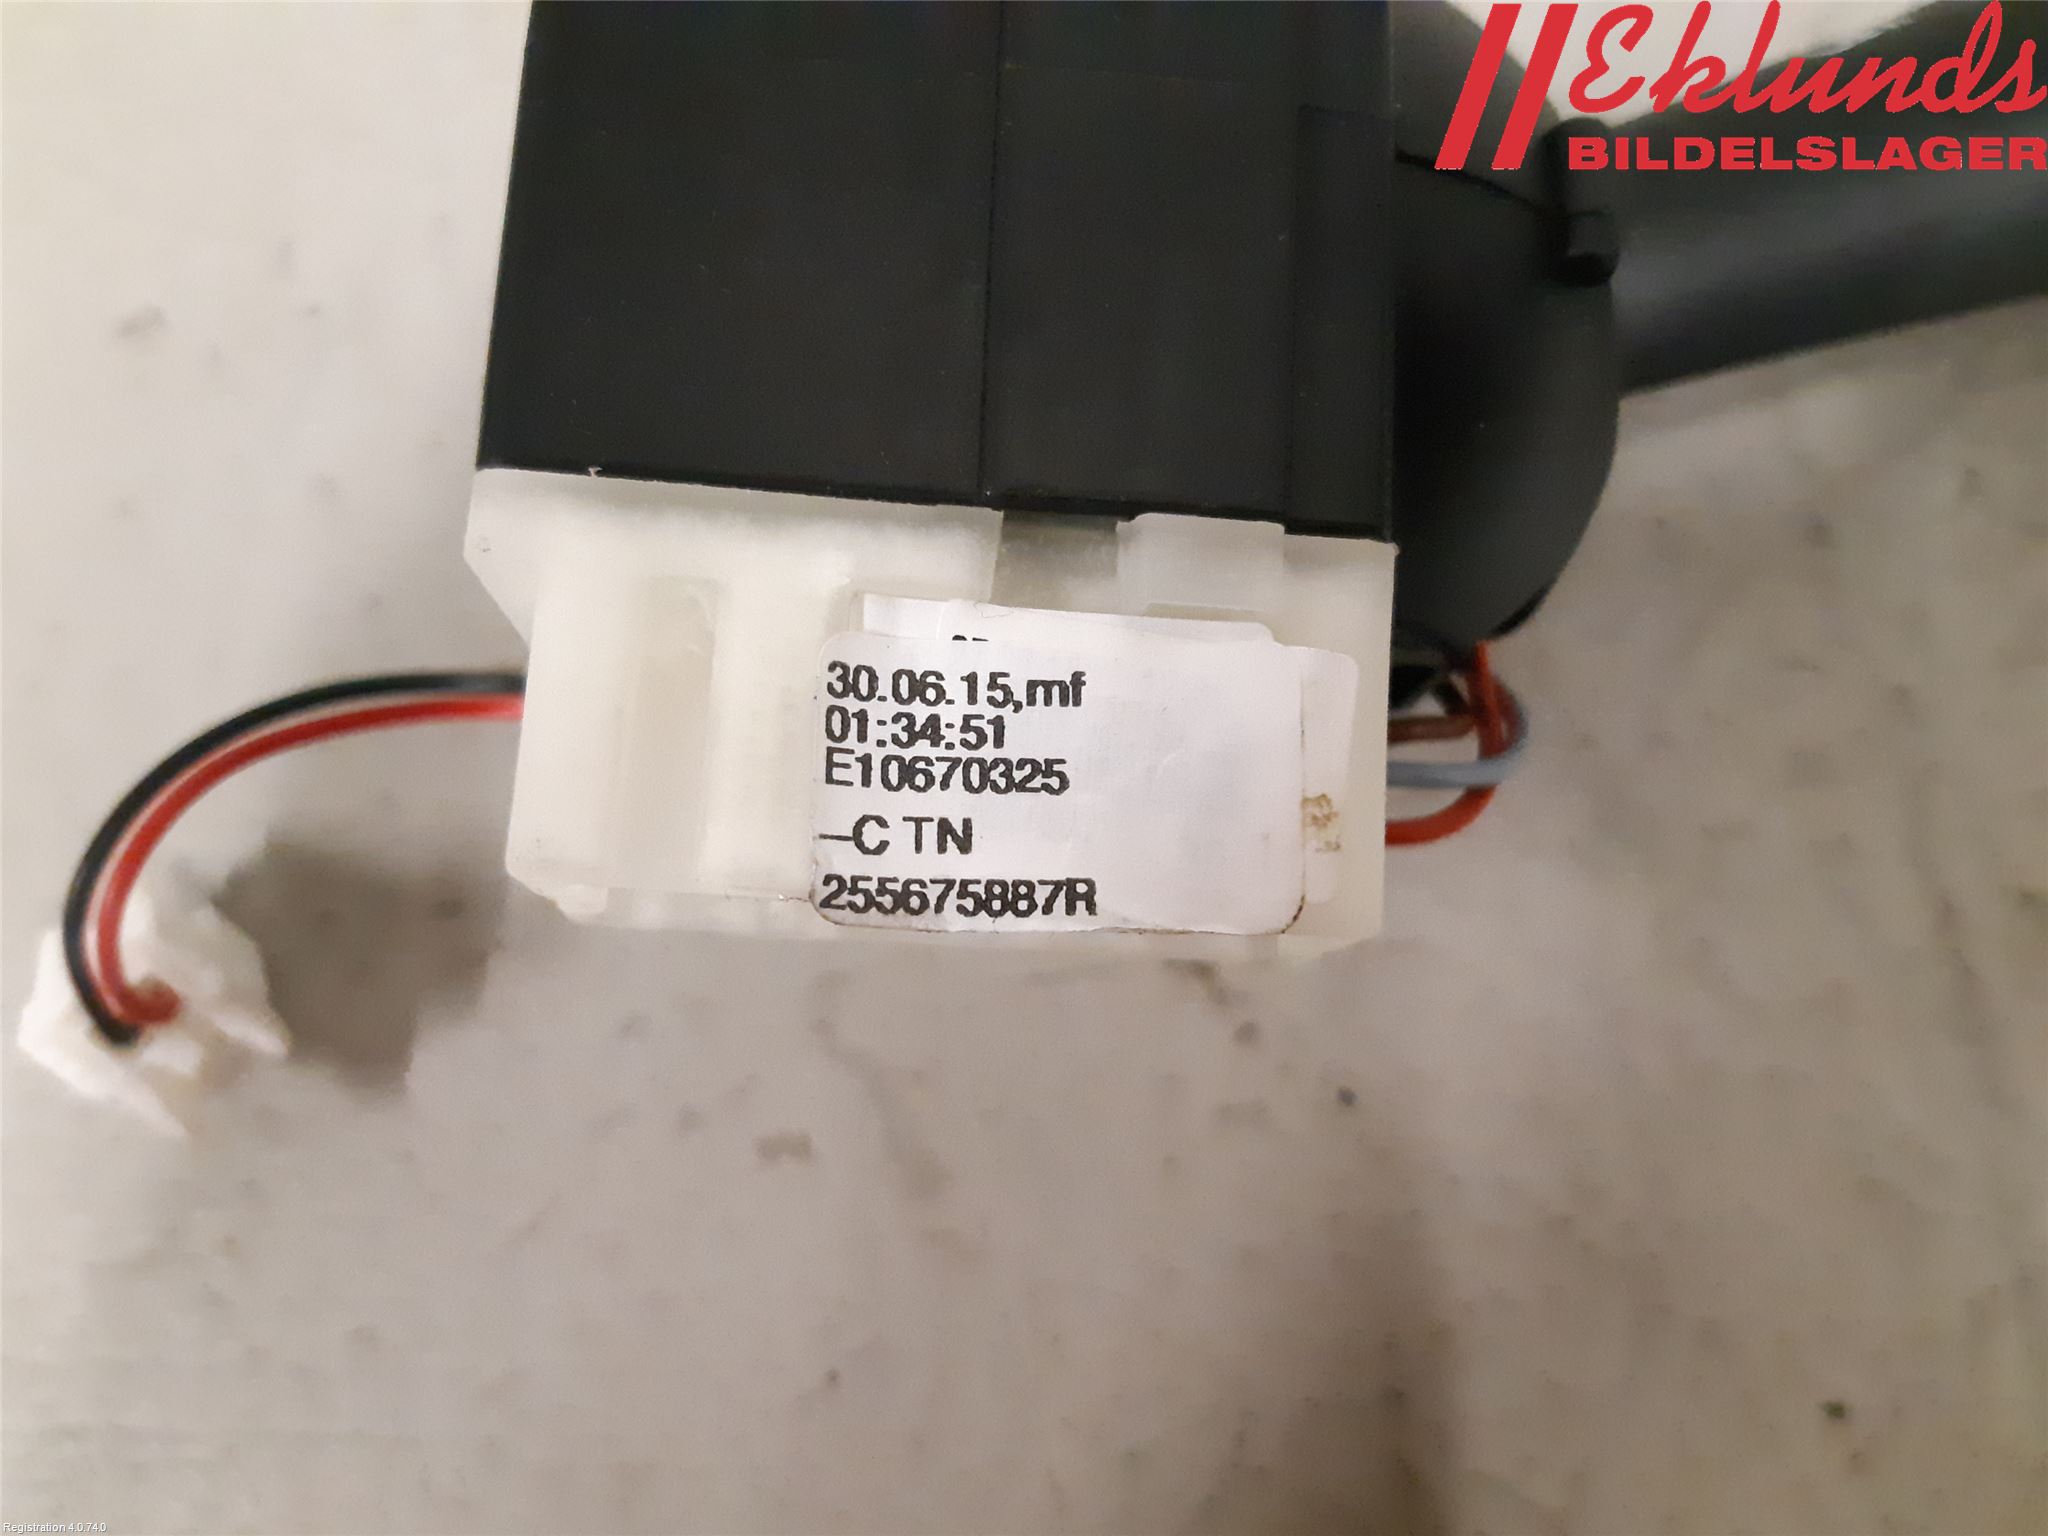 Eklunds
BILDELSLAGER
30.06.15,mf
01:34:51
E10670325
–C TN
255675887R
Registration 4.0.74.0